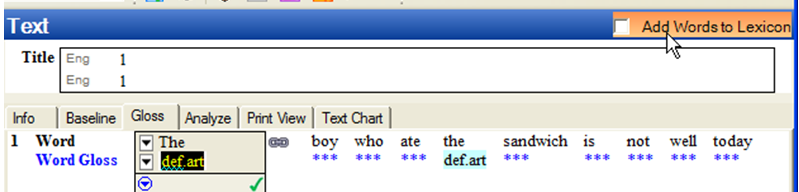 Text Add Words to Lexicon
Title Eng 1
Eng 1
Info Baseline Gloss Analyze Print View Text Chart
1 Word The boy who ate the sandwich is not well today
Word Gloss def.art *** *** *** def.art *** *** *** *** ***